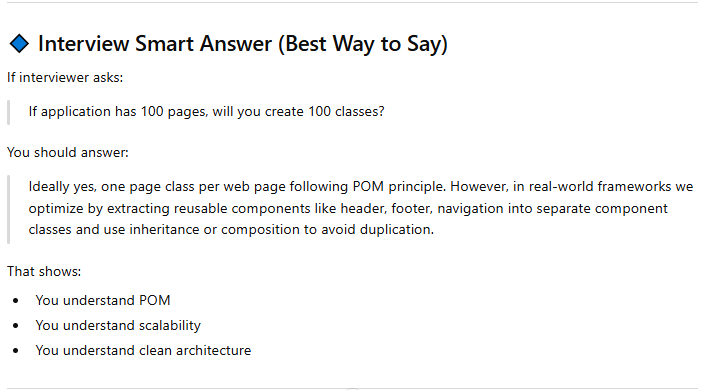 Interview Smart Answer (Best Way to Say)
If interviewer asks:
If application has 100 pages, will you create 100 classes?
You should answer:
Ideally yes, one page class per web page following POM principle. However, in real-world frameworks we
optimize by extracting reusable components like header, footer, navigation into separate component
classes and use inheritance or composition to avoid duplication.
That shows:
• You understand POM
• You understand scalability
• You understand clean architecture